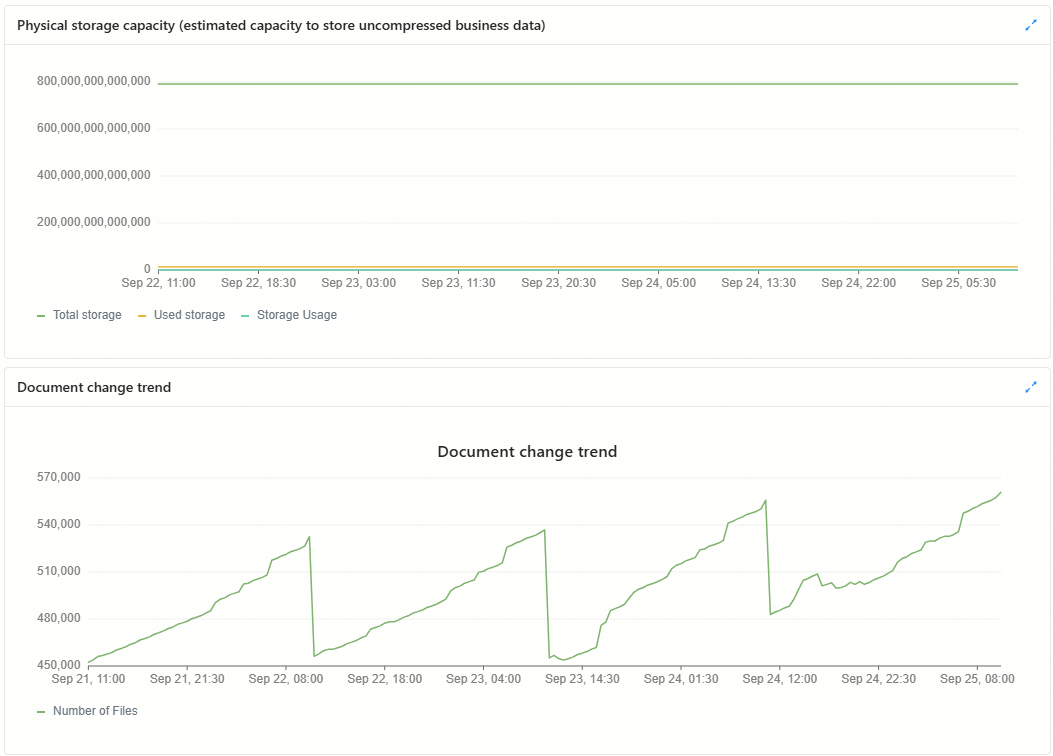 Physical storage capacity (estimated capacity to store uncompressed business data)
800,000,000,000,000
600,000,000,000,000
400,000,000,000,000
200,000,000,000,000
0
Sep 22, 11:00 Sep 22, 18:30 Sep 23, 03:00 Sep 23, 11:30 Sep 23, 20:30 Sep 24, 05:00 Sep 24, 13:30 Sep 24, 22:00 Sep 25, 05:30
Total storage Used storage Storage Usage
Document change trend
Document change trend
570,000
540,000
510,000
480,000
450,000
Sep 21, 11:00 Sep 21, 21:30 Sep 22, 08:00 Sep 22, 18:00 Sep 23, 04:00 Sep 23, 14:30 Sep 24, 01:30 Sep 24, 12:00 Sep 24, 22:30 Sep 25, 08:00
Number of Files